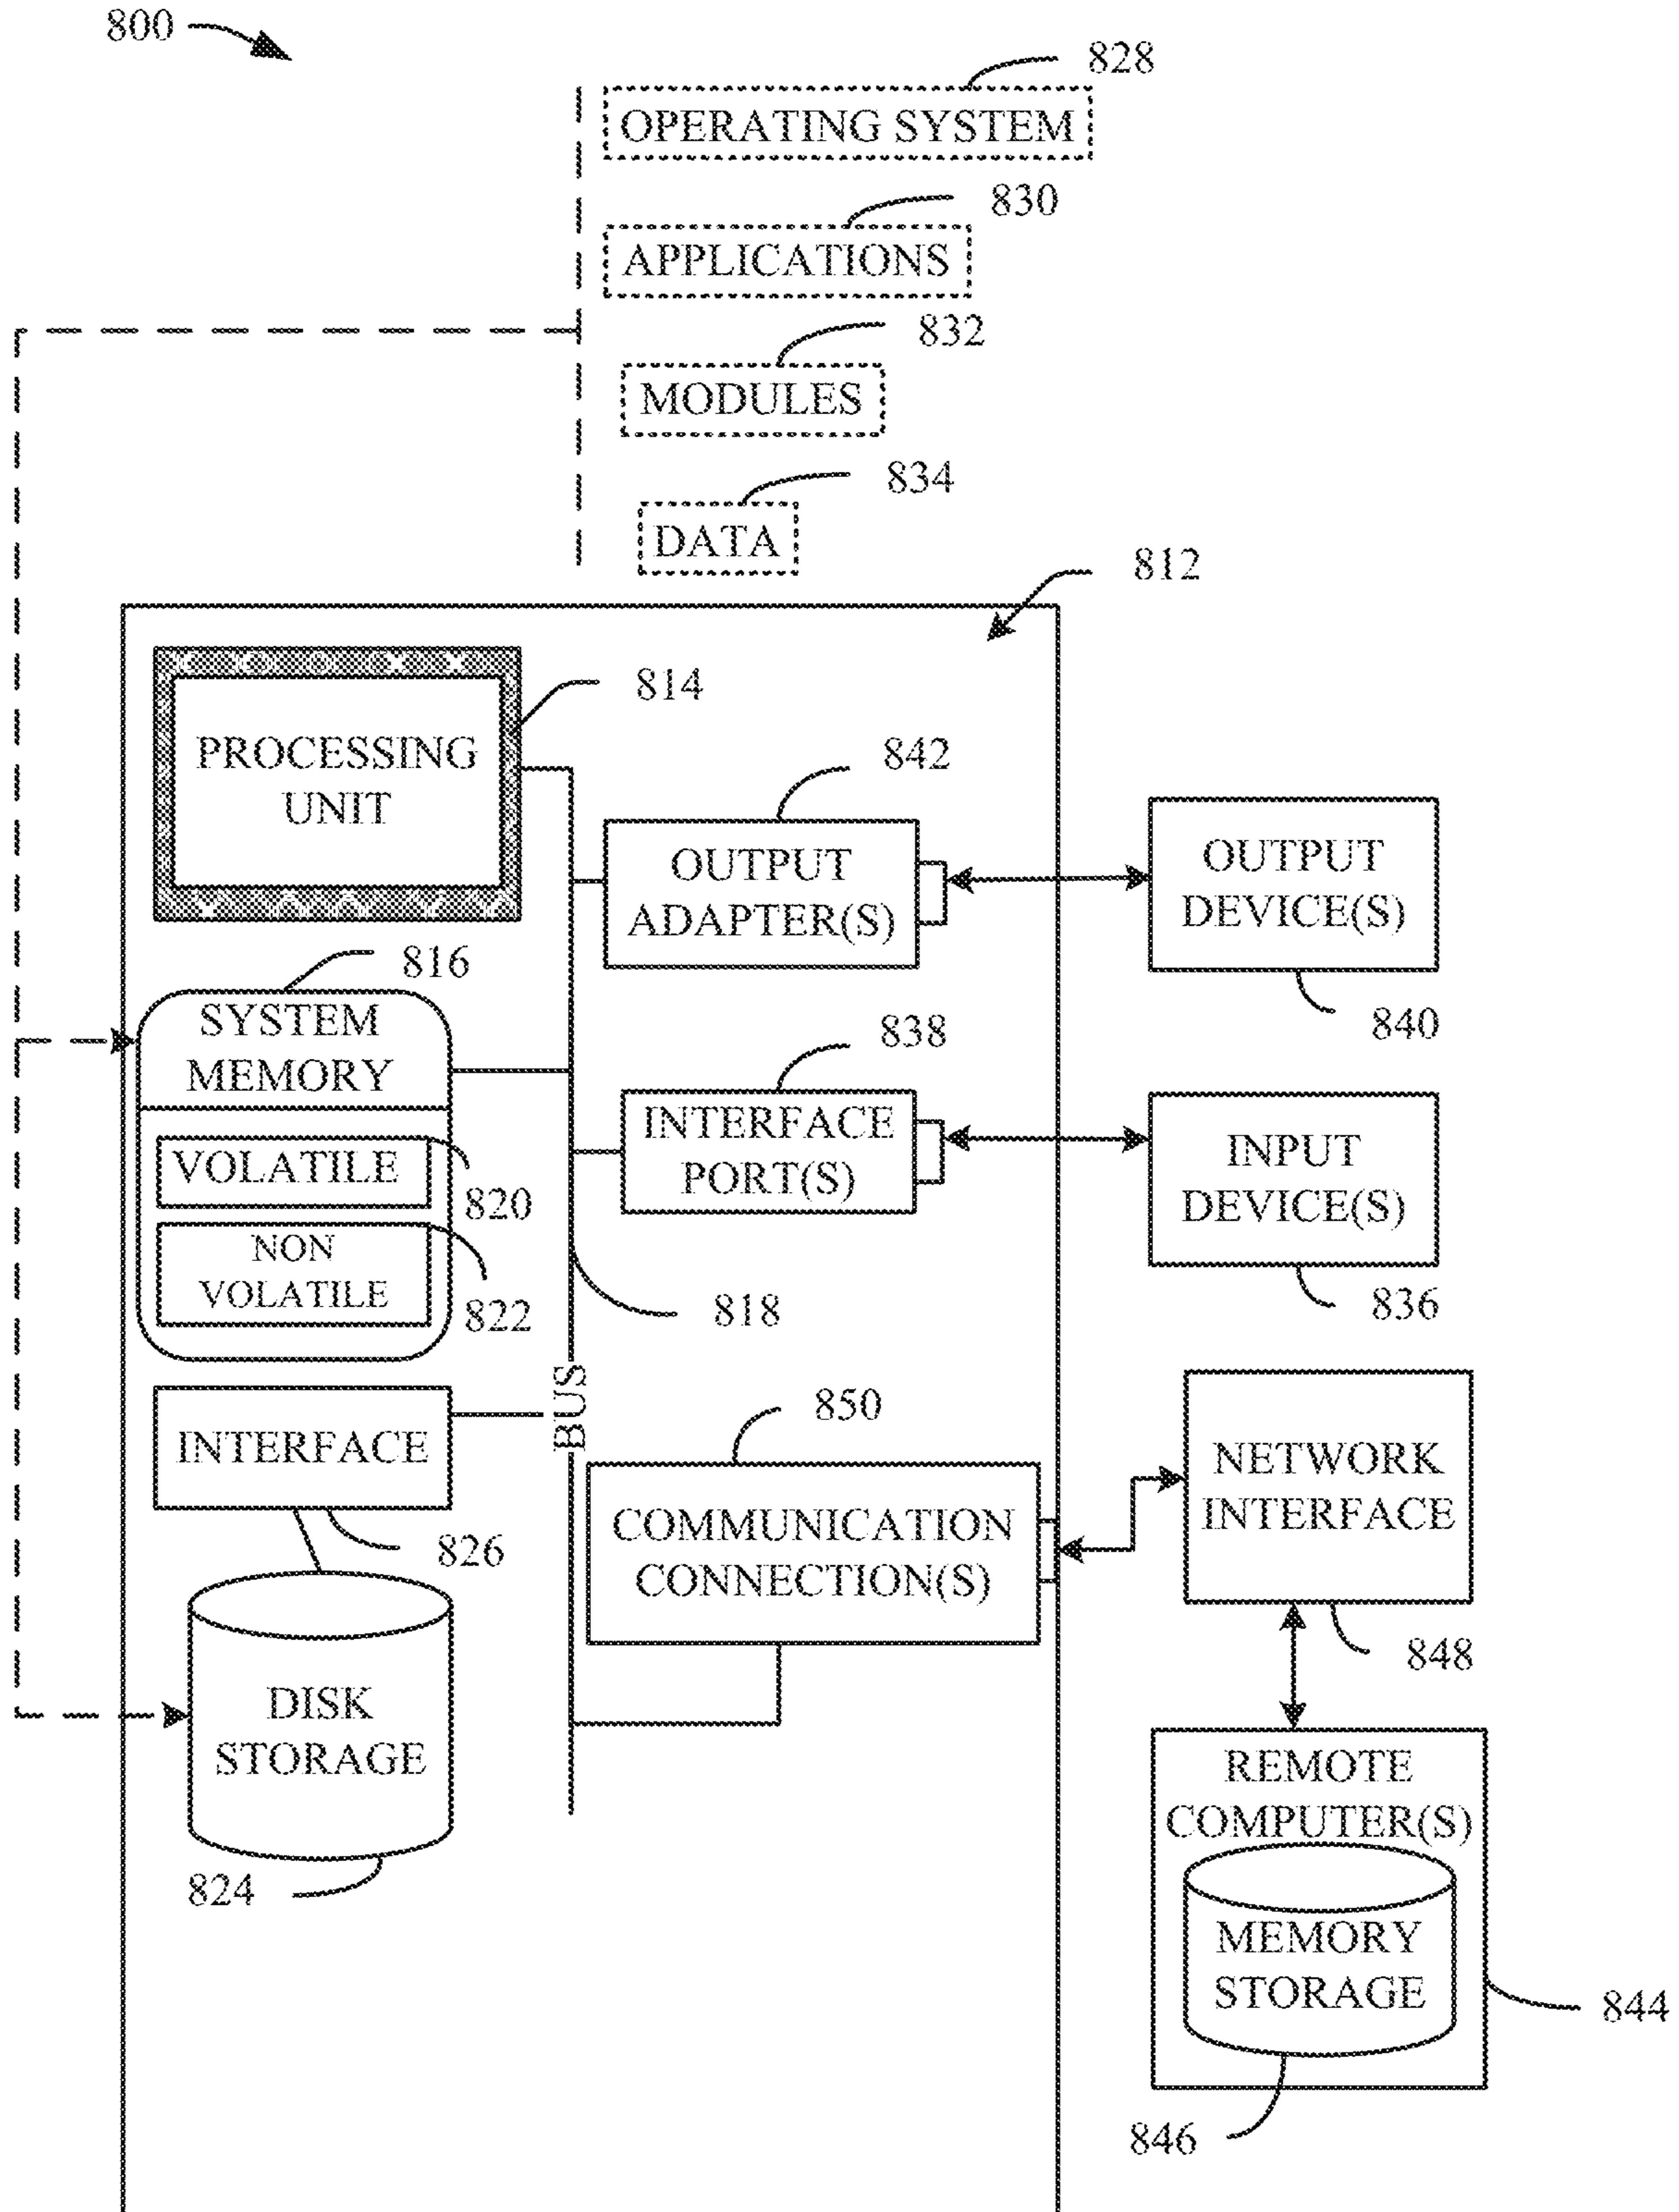 800
828
OPERATING SYSTEM
830
APPLICATIONS
832
MODULES
834
DATA
812
814
PROCESSING
UNIT
842
OUTPUT
ADAPTER(S)
OUTPUT
DEVICE(S)
840
816
SYSTEM
MEMORY
VOLATILE
820
NON
VOLATILE
822
838
INTERFACE
PORT(S)
INPUT
DEVICE(S)
836
818
BUS
INTERFACE
826
850
COMMUNICATION
CONNECTION(S)
NETWORK
INTERFACE
848
DISK
STORAGE
824
REMOTE
COMPUTER(S)
MEMORY
STORAGE
844
846